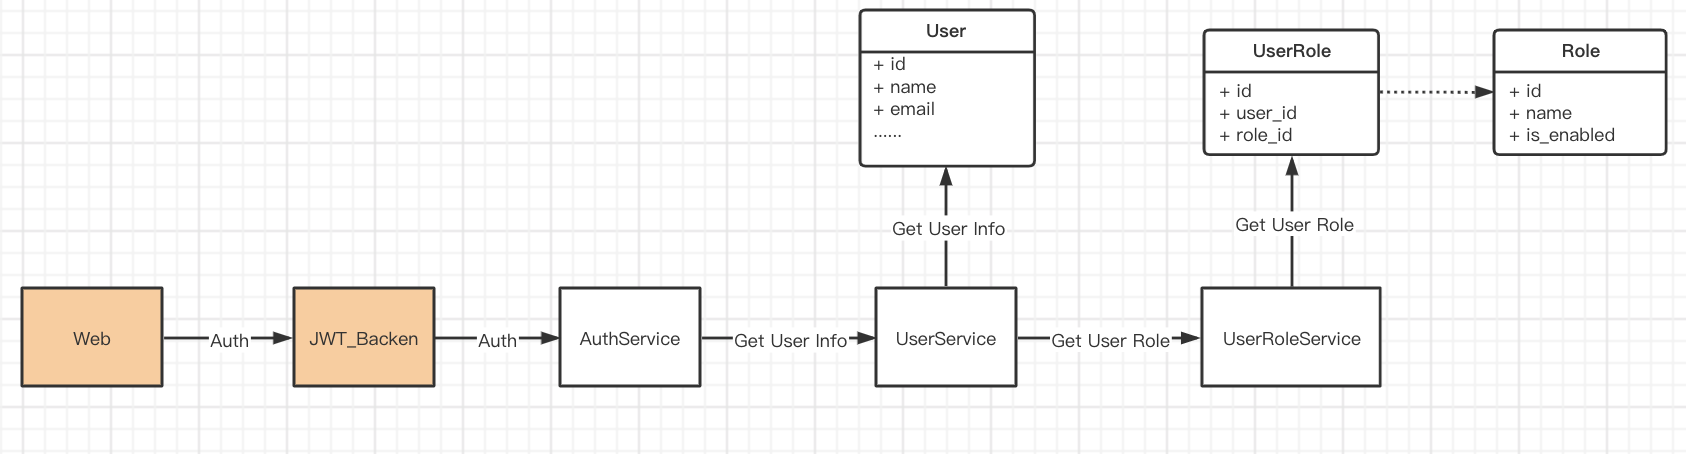 User
+ id
+ name
+ email
......
UserRole
+ id
+ user_id
+ role_id
Role
+ id
+ name
+ is_enabled
Get User Info
Get User Role
Web
Auth
JWT_Backen
Auth
AuthService
Get User Info
UserService
Get User Role
UserRoleService